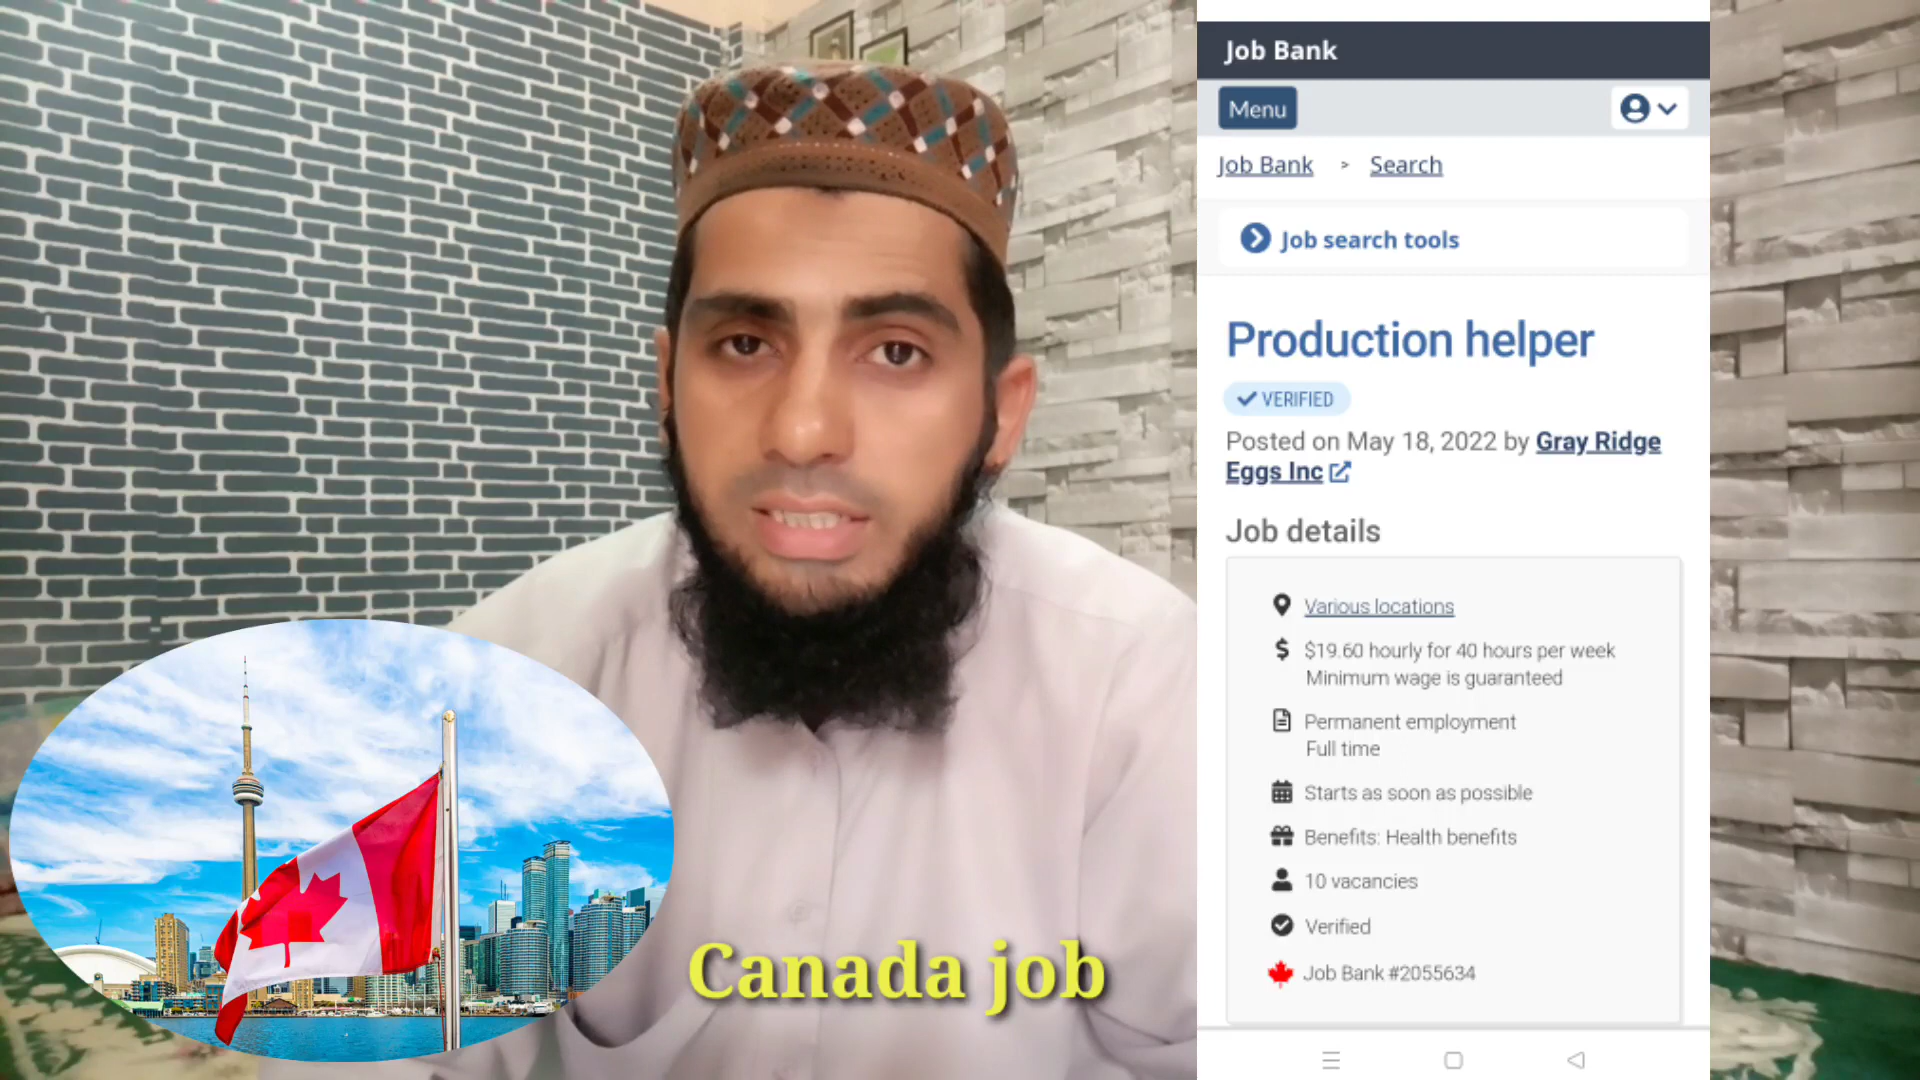 Job Bank
Menu
Job Bank > Search
Job search tools
Production helper
VERIFIED
Posted on May 18, 2022 by Gray Ridge
Eggs Inc
Job details
Various locations
$19.60 hourly for 40 hours per week
Minimum wage is guaranteed
Permanent employment
Full time
Starts as soon as possible
Benefits: Health benefits
10 vacancies
Verified
Job Bank #2055634
Canada job